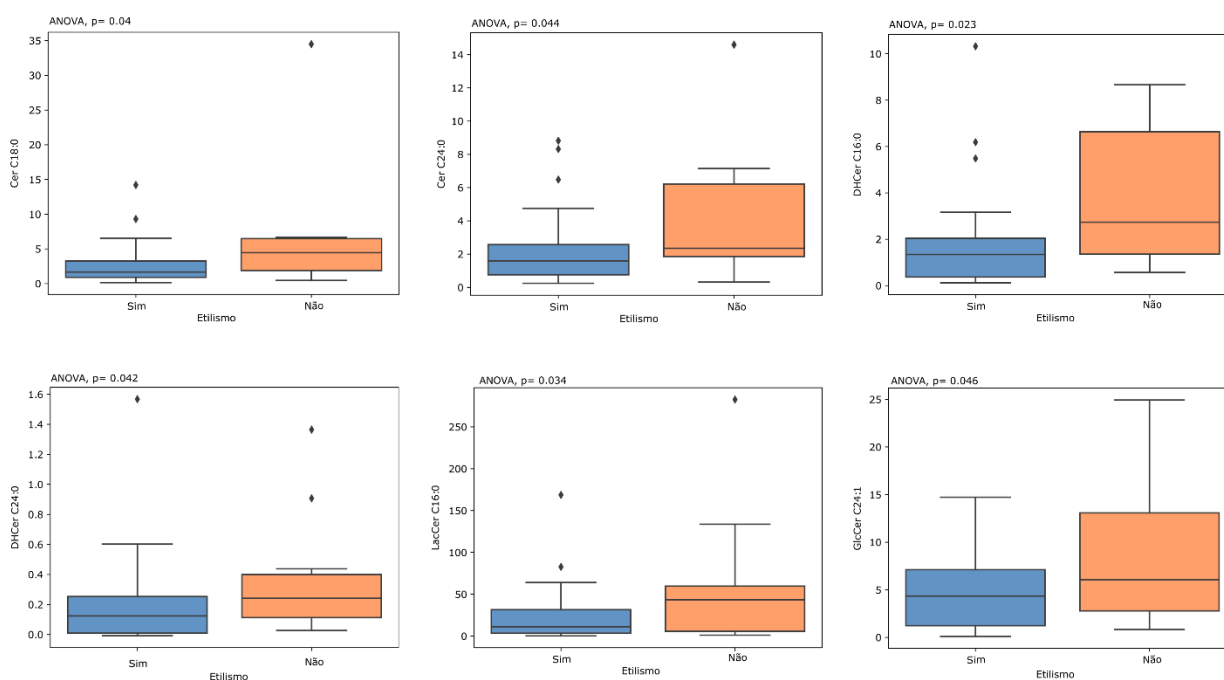 ANOVA, p= 0.04
35
30
25
20
15
10
5
0
Cer C18:0
Sim
Não
Etilismo
ANOVA, p= 0.044
14
12
10
8
6
4
2
0
Cer C24:0
Sim
Não
Etilismo
ANOVA, p= 0.023
10
8
6
4
2
0
DHCer C16:0
Sim
Não
Etilismo
ANOVA, p= 0.042
1.6
1.4
1.2
1.0
0.8
0.6
0.4
0.2
0.0
DHCer C24:0
Sim
Não
Etilismo
ANOVA, p= 0.034
250
200
150
100
50
0
LacCer C16:0
Sim
Não
Etilismo
ANOVA, p= 0.046
25
20
15
10
5
0
GlcCer C24:1
Sim
Não
Etilismo